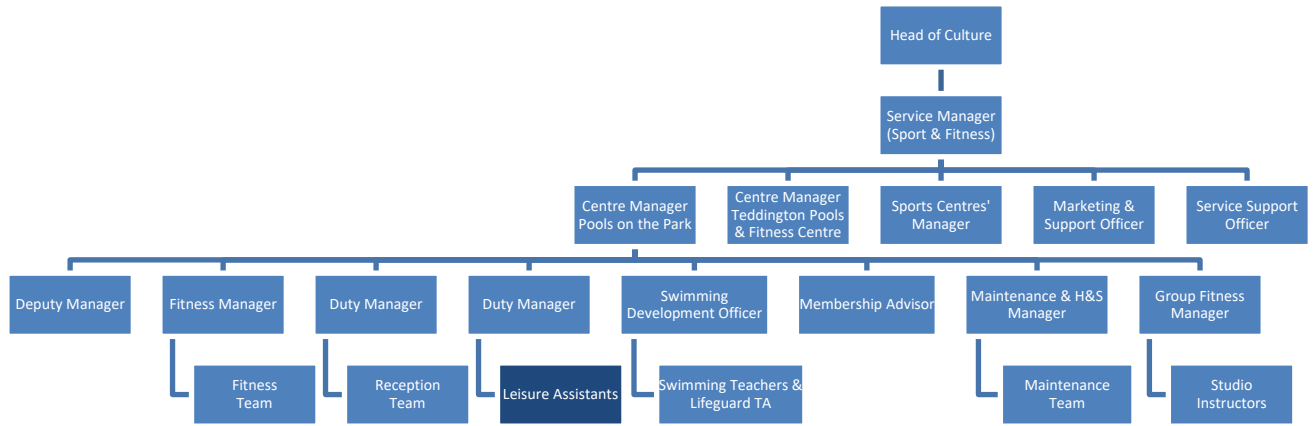 Head of Culture
Service Manager
(Sport & Fitness)
Centre Manager
Pools on the Park
Centre Manager
Teddington Pools
& Fitness Centre
Sports Centres'
Manager
Marketing &
Support Officer
Service Support
Officer
Deputy Manager
Fitness Manager
Duty Manager
Duty Manager
Swimming
Development Officer
Membership Advisor
Maintenance & H&S
Manager
Group Fitness
Manager
Fitness
Team
Reception
Team
Leisure Assistants
Swimming Teachers &
Lifeguard TA
Maintenance
Team
Studio
Instructors